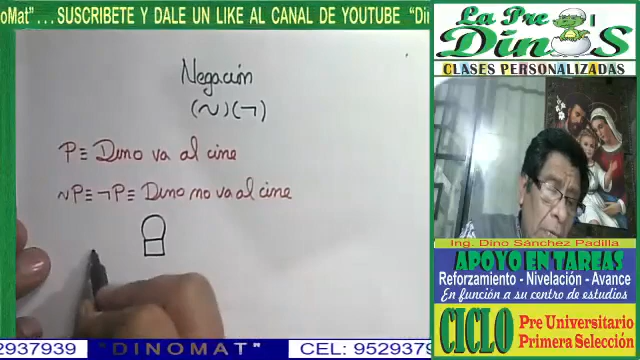 oMat”... SUSCRIBETE Y DALE UN LIKE AL CANAL DE YOUTUBE “Din
La Pre
DinoS
CLASES PERSONALIZADAS
Negación
(~)(¬)
P≡ Dino va al cine
~P≡¬P≡ Dino no va al cine
Ing. Dino Sánchez Padilla
APOYO EN TAREAS
Reforzamiento - Nivelación - Avance
En función a su centro de estudios
CICLO Pre Universitario
Primera Selección
2937939 "DINOMAT" CEL: 9529379